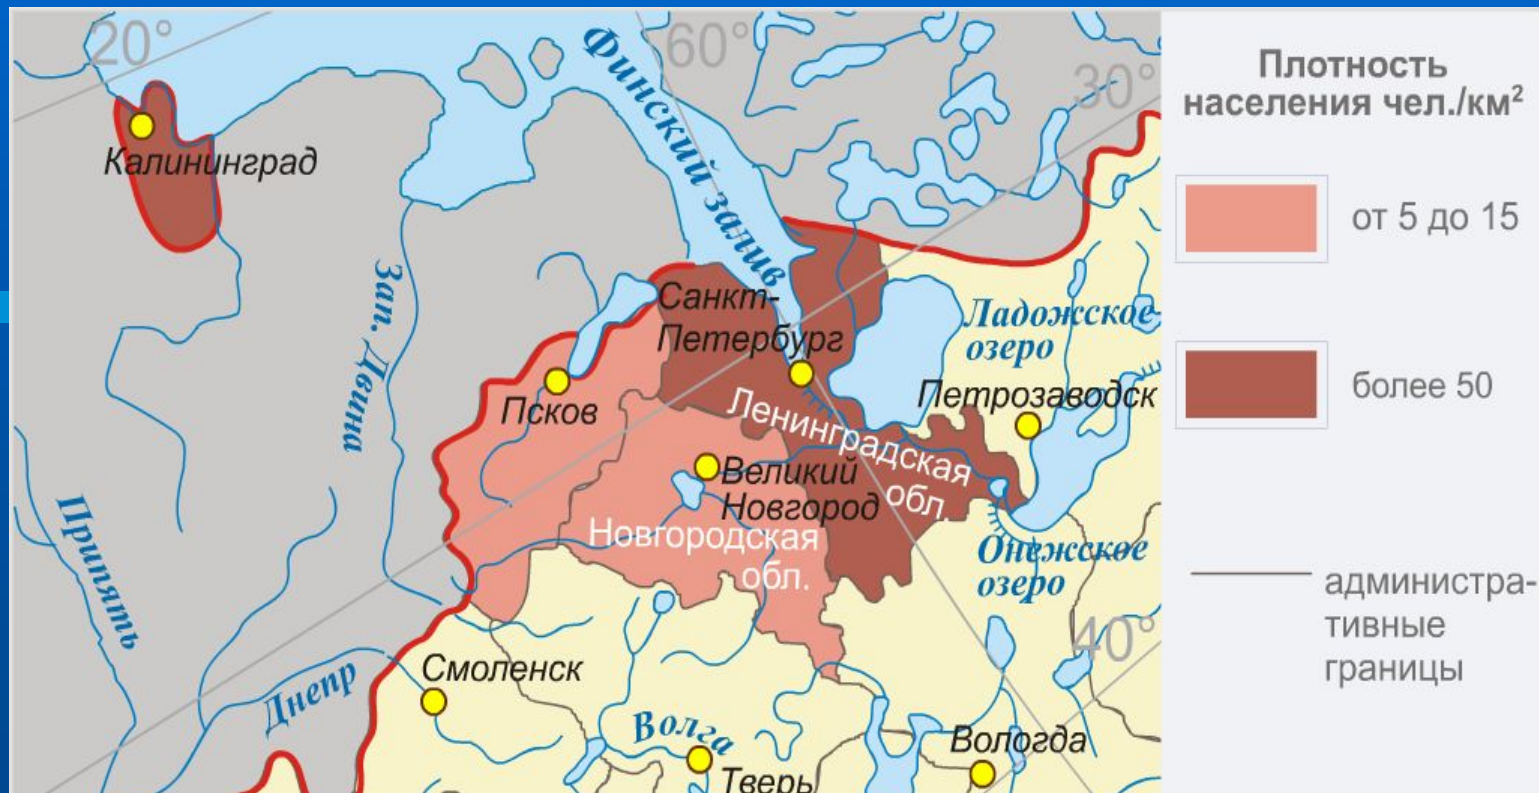 20°
60°
30°
Финский залив
Калининград
Зап. Двина
Санкт-
Петербург
Ладожское
озеро
Псков
Петрозаводск
Ленинградская
обл.
Великий
Новгород
Новгородская
обл.
Онежское
озеро
Припять
40°
Смоленск
Днепр
Волга
Вологда
Тверь
Плотность
населения чел./км²
от 5 до 15
более 50
администра-
тивные
границы